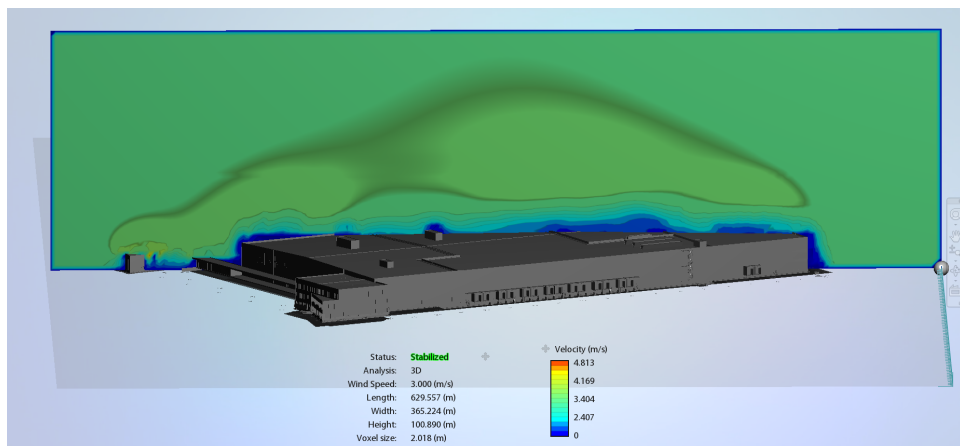 Status: Stabilized
Analysis: 3D
Wind Speed: 3.000 (m/s)
Length: 629.557 (m)
Width: 365.224 (m)
Height: 100.890 (m)
Voxel size: 2.018 (m)
Velocity (m/s)
4.813
4.169
3.404
2.407
0